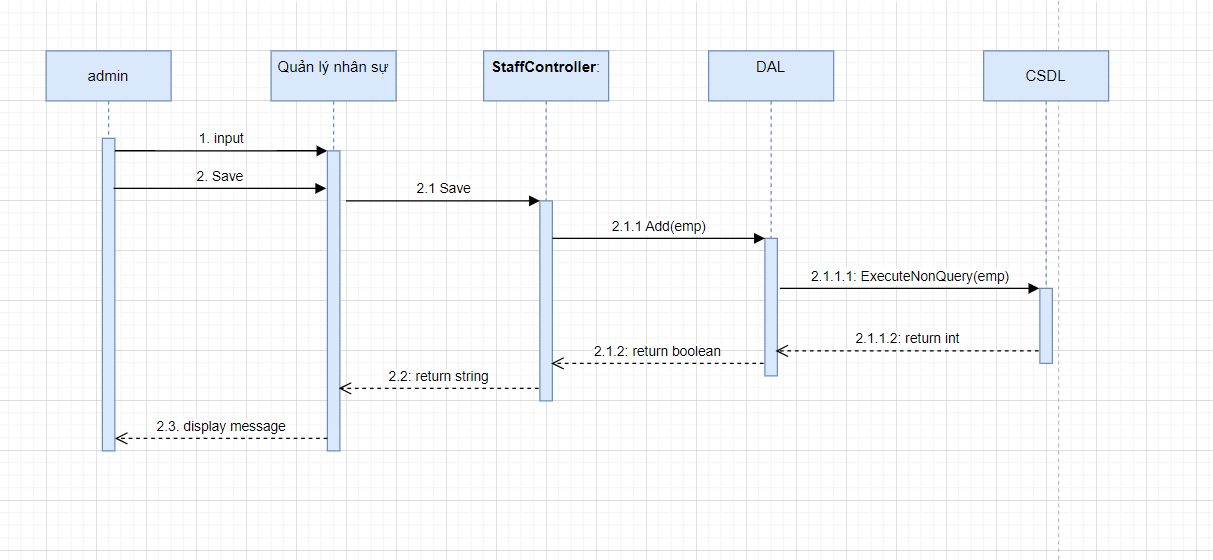 admin
Quản lý nhân sự
StaffController:
DAL
CSDL
1. input
2. Save
2.1 Save
2.1.1 Add(emp)
2.1.1.1: ExecuteNonQuery(emp)
2.1.1.2: return int
2.1.2: return boolean
2.2: return string
2.3. display message